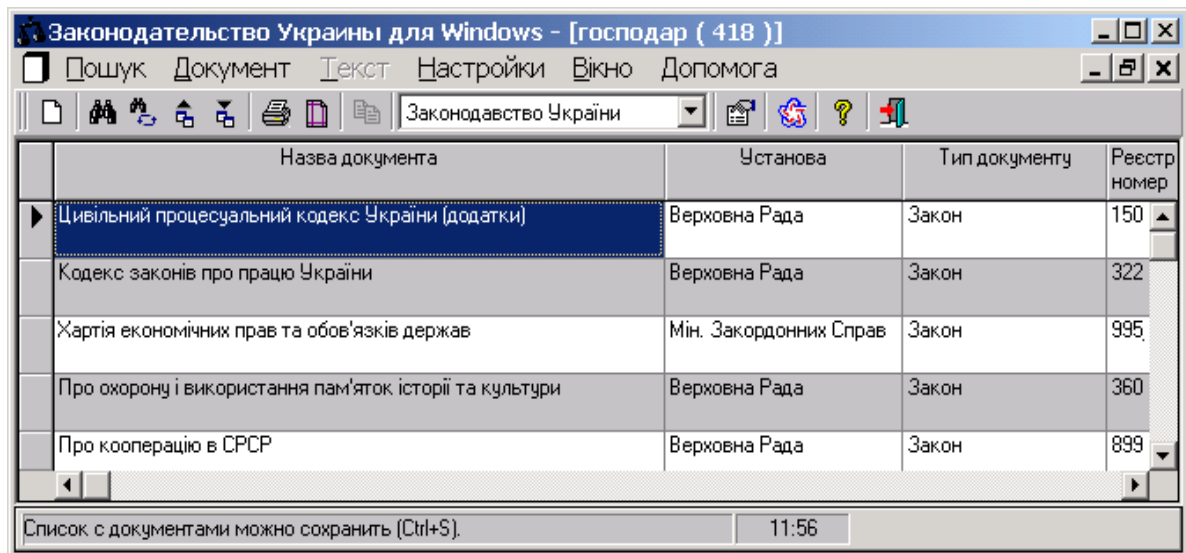 Законодательство Украины для Windows - [господар ( 418 )]
Пошук Документ Текст Настройки Вікно Допомога
Законодавство України
Назва документа Установа Тип документу Реєстр номер
Цивільний процесуальний кодекс України (додатки) Верховна Рада Закон 150
Кодекс законів про працю України Верховна Рада Закон 322
Хартія економічних прав та обов'язків держав Мін. Закордонних Справ Закон 995
Про охорону і використання пам'яток історії та культури Верховна Рада Закон 360
Про кооперацію в СРСР Верховна Рада Закон 899
Список с документами можно сохранить (Ctrl+S). 11:56